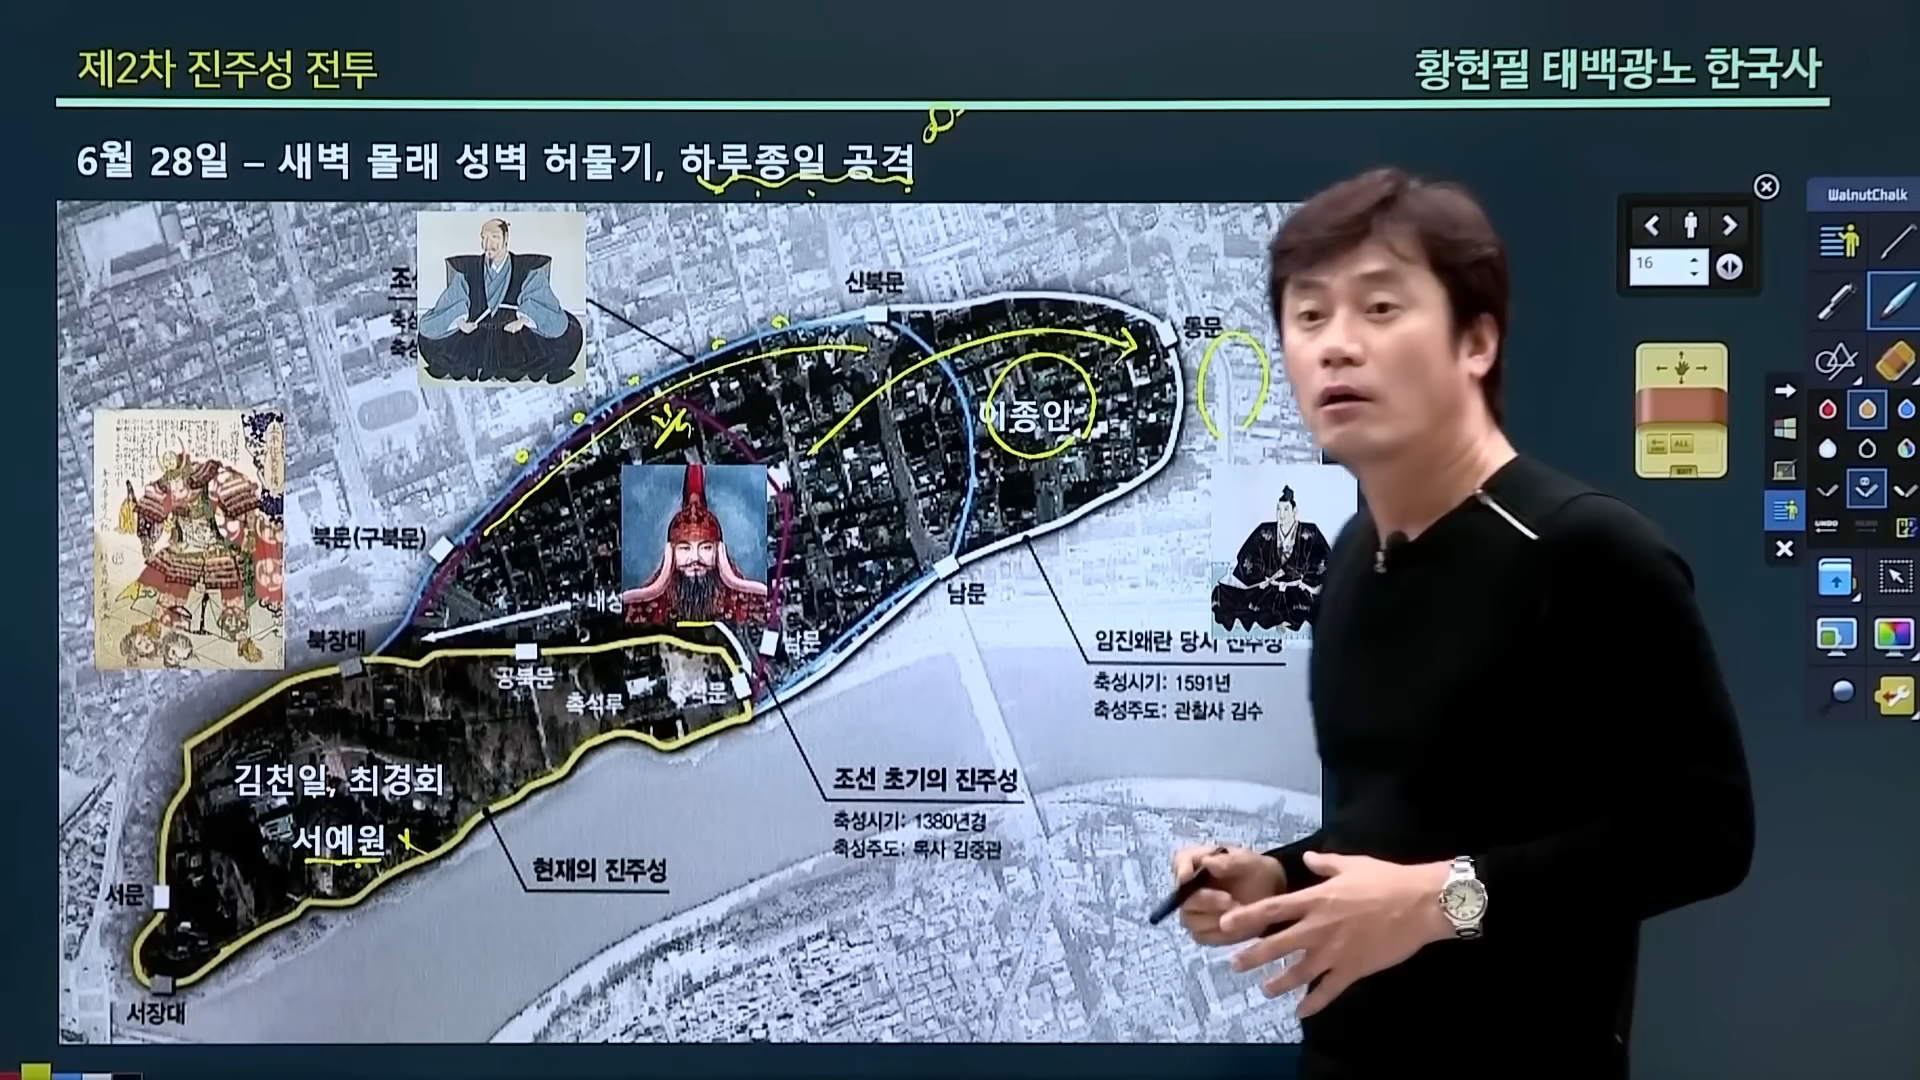 제2차 진주성 전투
황현필 태백광노 한국사
6월 28일 – 새벽 몰래 성벽 허물기, 하루종일 공격
WalnutChalk
16
신북문
동문
이종인
북문(구북문)
내성
남문
북장대
남문
공북문
촉석루
촉석문
임진왜란 당시 진주성
축성시기: 1591년
축성주도: 관찰사 김수
김천일, 최경회
서예원
조선 초기의 진주성
축성시기: 1380년경
축성주도: 목사 김중관
현재의 진주성
서문
서장대
ALL
EXIT
UNDO